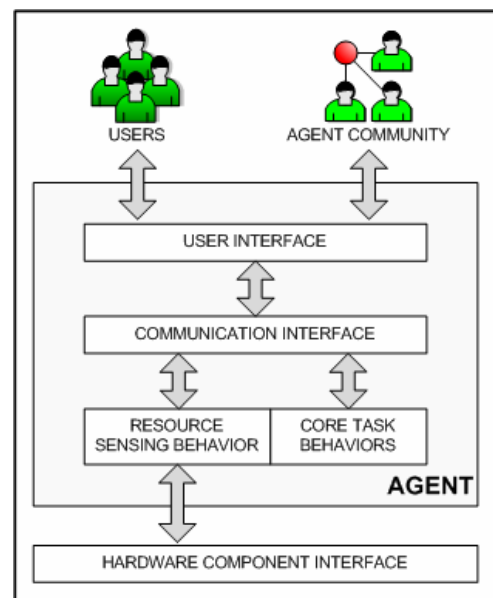 USERS
AGENT COMMUNITY
USER INTERFACE
COMMUNICATION INTERFACE
RESOURCE
SENSING BEHAVIOR
CORE TASK
BEHAVIORS
AGENT
HARDWARE COMPONENT INTERFACE